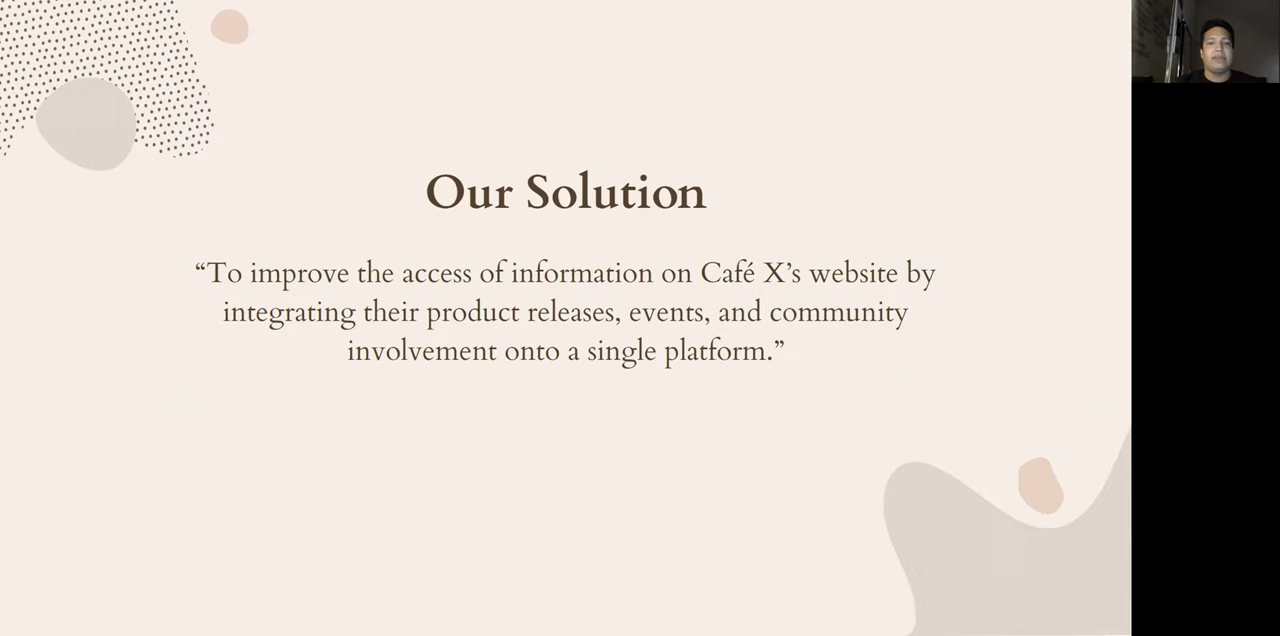 Our Solution
“To improve the access of information on Café X’s website by
integrating their product releases, events, and community
involvement onto a single platform.”